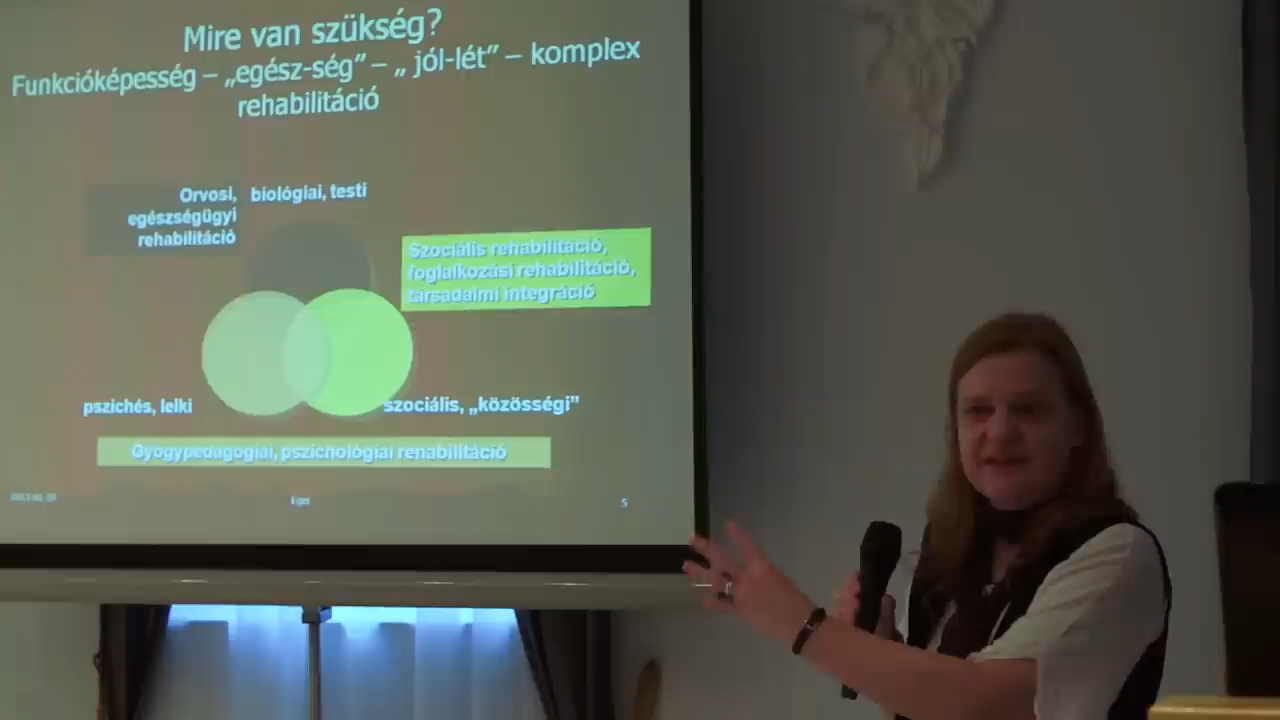 Mire van szükség?
Funkcióképesség – „egész-ség” – „ jól-lét” – komplex
rehabilitáció
Orvosi,
egészségügyi
rehabilitáció
biológiai, testi
Szociális rehabilitáció,
foglalkozási rehabilitáció,
társadalmi integráció
pszichés, lelki
szociális, „közösségi”
Gyógypedagógiai, pszichológiai rehabilitáció
Eger
5